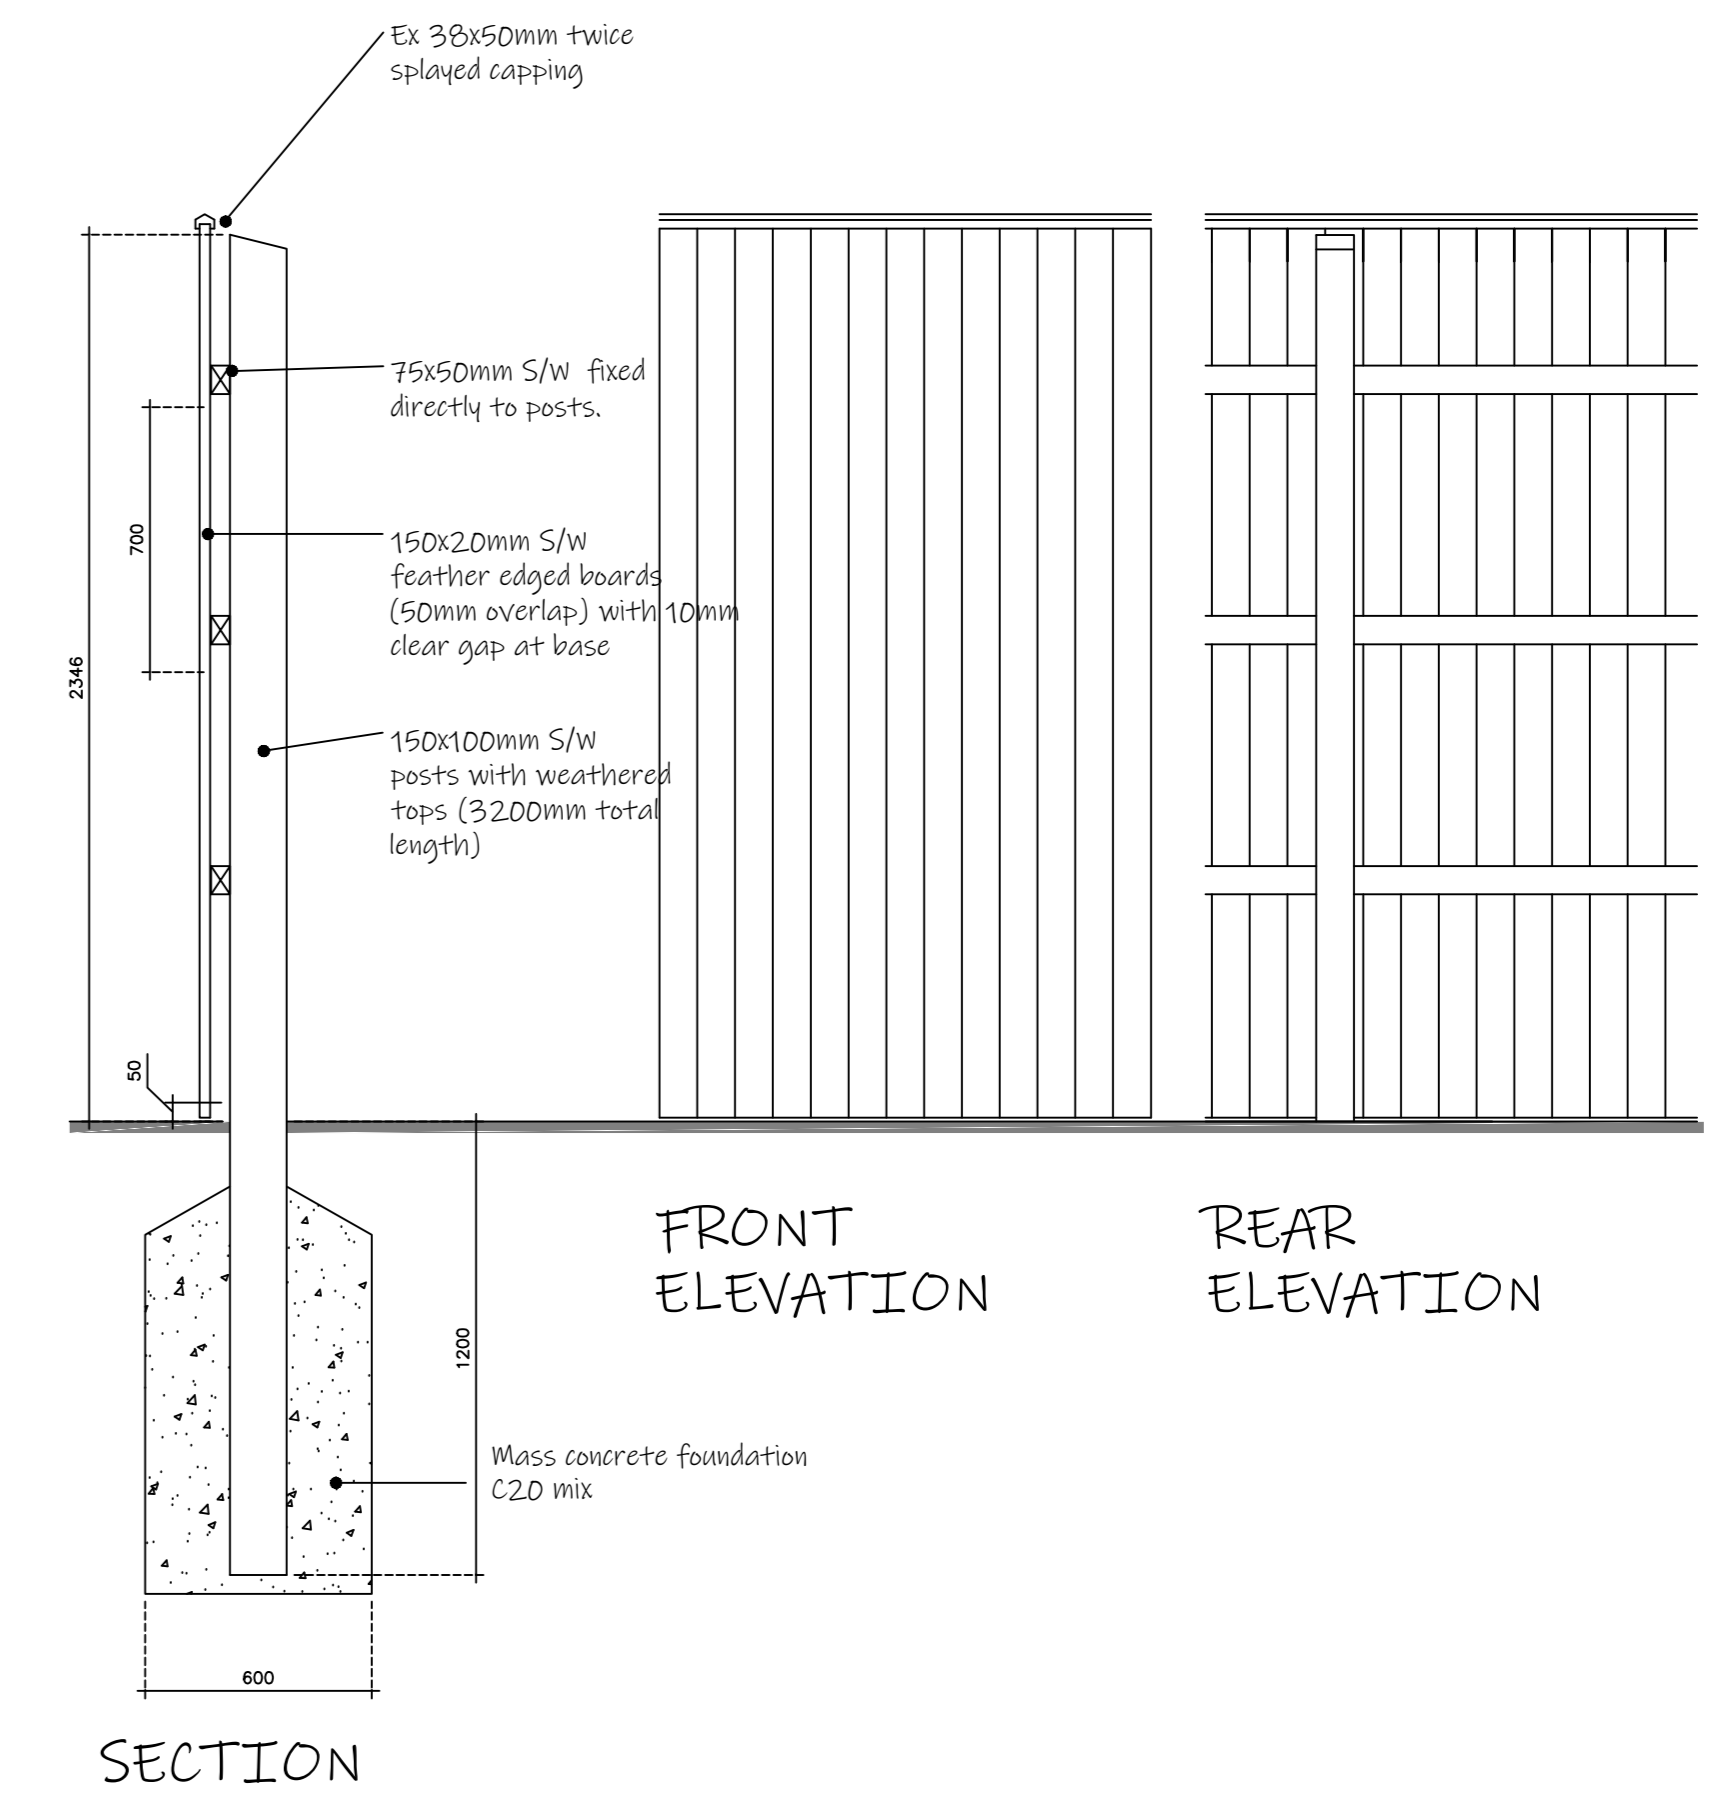 Ex 38x50mm twice
splayed capping
75x50mm S/W fixed
directly to posts.
700
150x20mm S/W
feather edged boards
(50mm overlap) with 10mm
clear gap at base
2346
150x100mm S/W
posts with weathered
tops (3200mm total
length)
50
FRONT
ELEVATION
REAR
ELEVATION
1200
Mass concrete foundation
C20 mix
600
SECTION